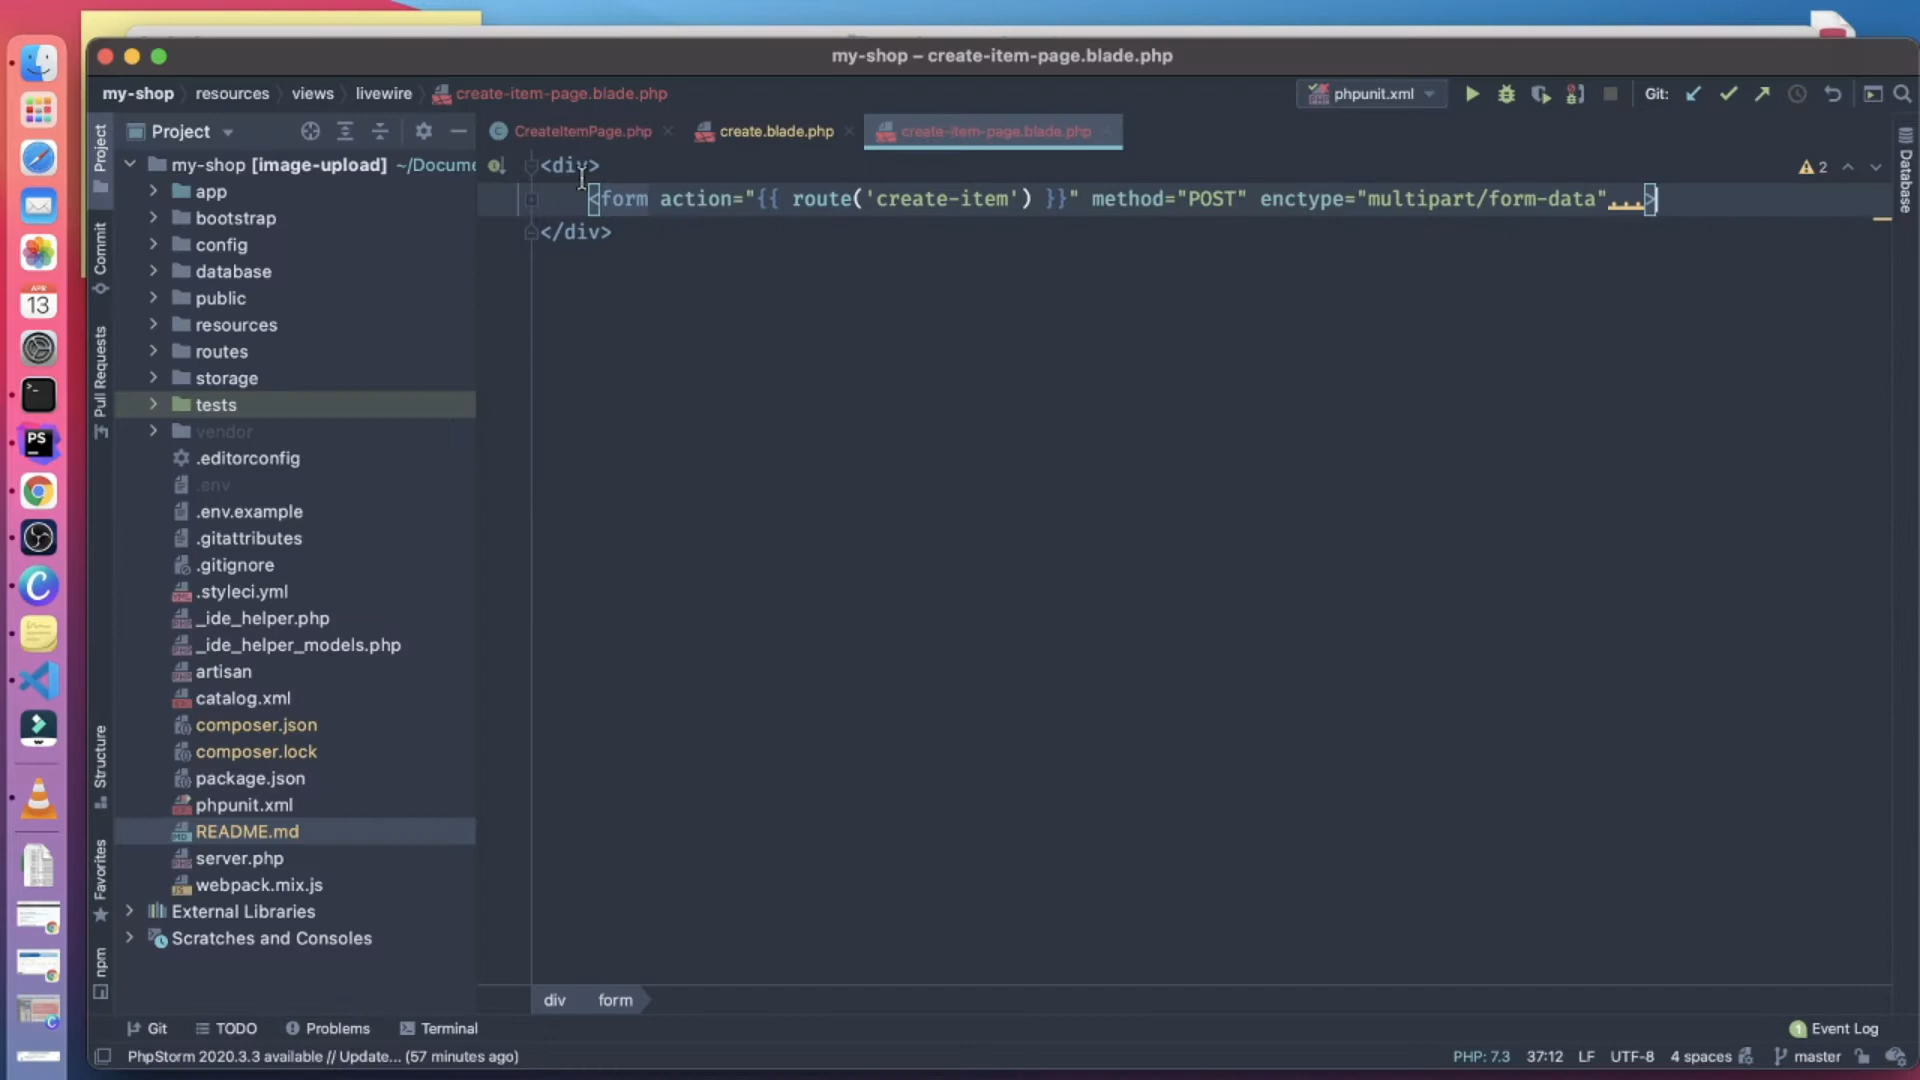 my-shop – create-item-page.blade.php
my-shop resources views livewire create-item-page.blade.php
phpunit.xml
Git:
Project
CreateItemPage.php
create.blade.php
create-item-page.blade.php
my-shop [image-upload] ~/Docume
app
bootstrap
config
database
public
resources
routes
storage
tests
vendor
.editorconfig
.env
.env.example
.gitattributes
.gitignore
.styleci.yml
_ide_helper.php
_ide_helper_models.php
artisan
catalog.xml
composer.json
composer.lock
package.json
phpunit.xml
README.md
server.php
webpack.mix.js
External Libraries
Scratches and Consoles
<div>
<form action="{{ route('create-item') }}" method="POST" enctype="multipart/form-data"...>
</div>
2
Project
Commit
Pull Requests
Structure
Favorites
npm
Database
APR
13
PS
div form
Git
TODO
Problems
Terminal
1 Event Log
PhpStorm 2020.3.3 available // Update... (57 minutes ago)
PHP: 7.3 37:12 LF UTF-8 4 spaces master